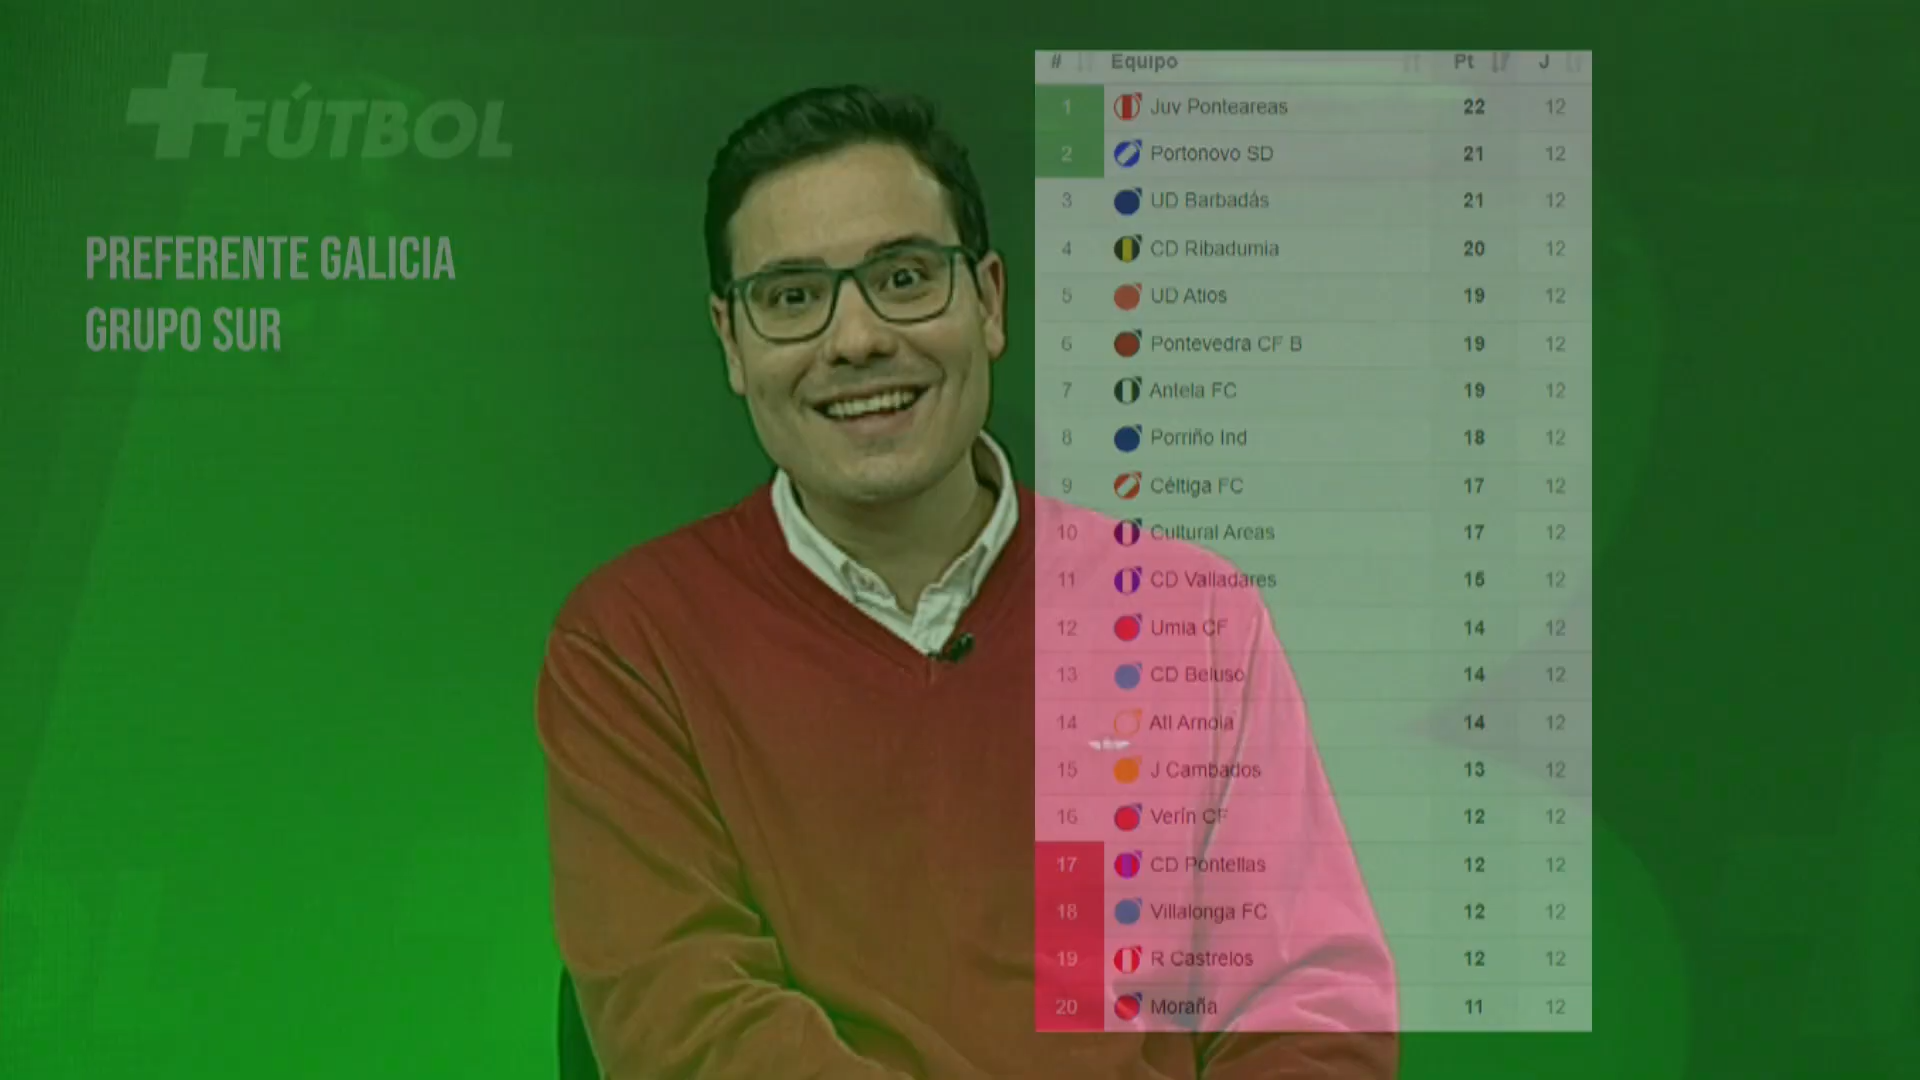 +FÚTBOL
PREFERENTE GALICIA
GRUPO SUR
# Equipo Pt J
1 Juv Ponteareas 22 12
2 Portonovo SD 21 12
3 UD Barbadás 21 12
4 CD Ribadumia 20 12
5 UD Atios 19 12
6 Pontevedra CF B 19 12
7 Antela FC 19 12
8 Porriño Ind 18 12
9 Céltiga FC 17 12
10 Cultural Areas 17 12
11 CD Valladares 15 12
12 Umia CF 14 12
13 CD Beluso 14 12
14 Atl Arnoia 14 12
15 J Cambados 13 12
16 Verín CF 12 12
17 CD Pontellas 12 12
18 Villalonga FC 12 12
19 R Castrelos 12 12
20 Moraña 11 12